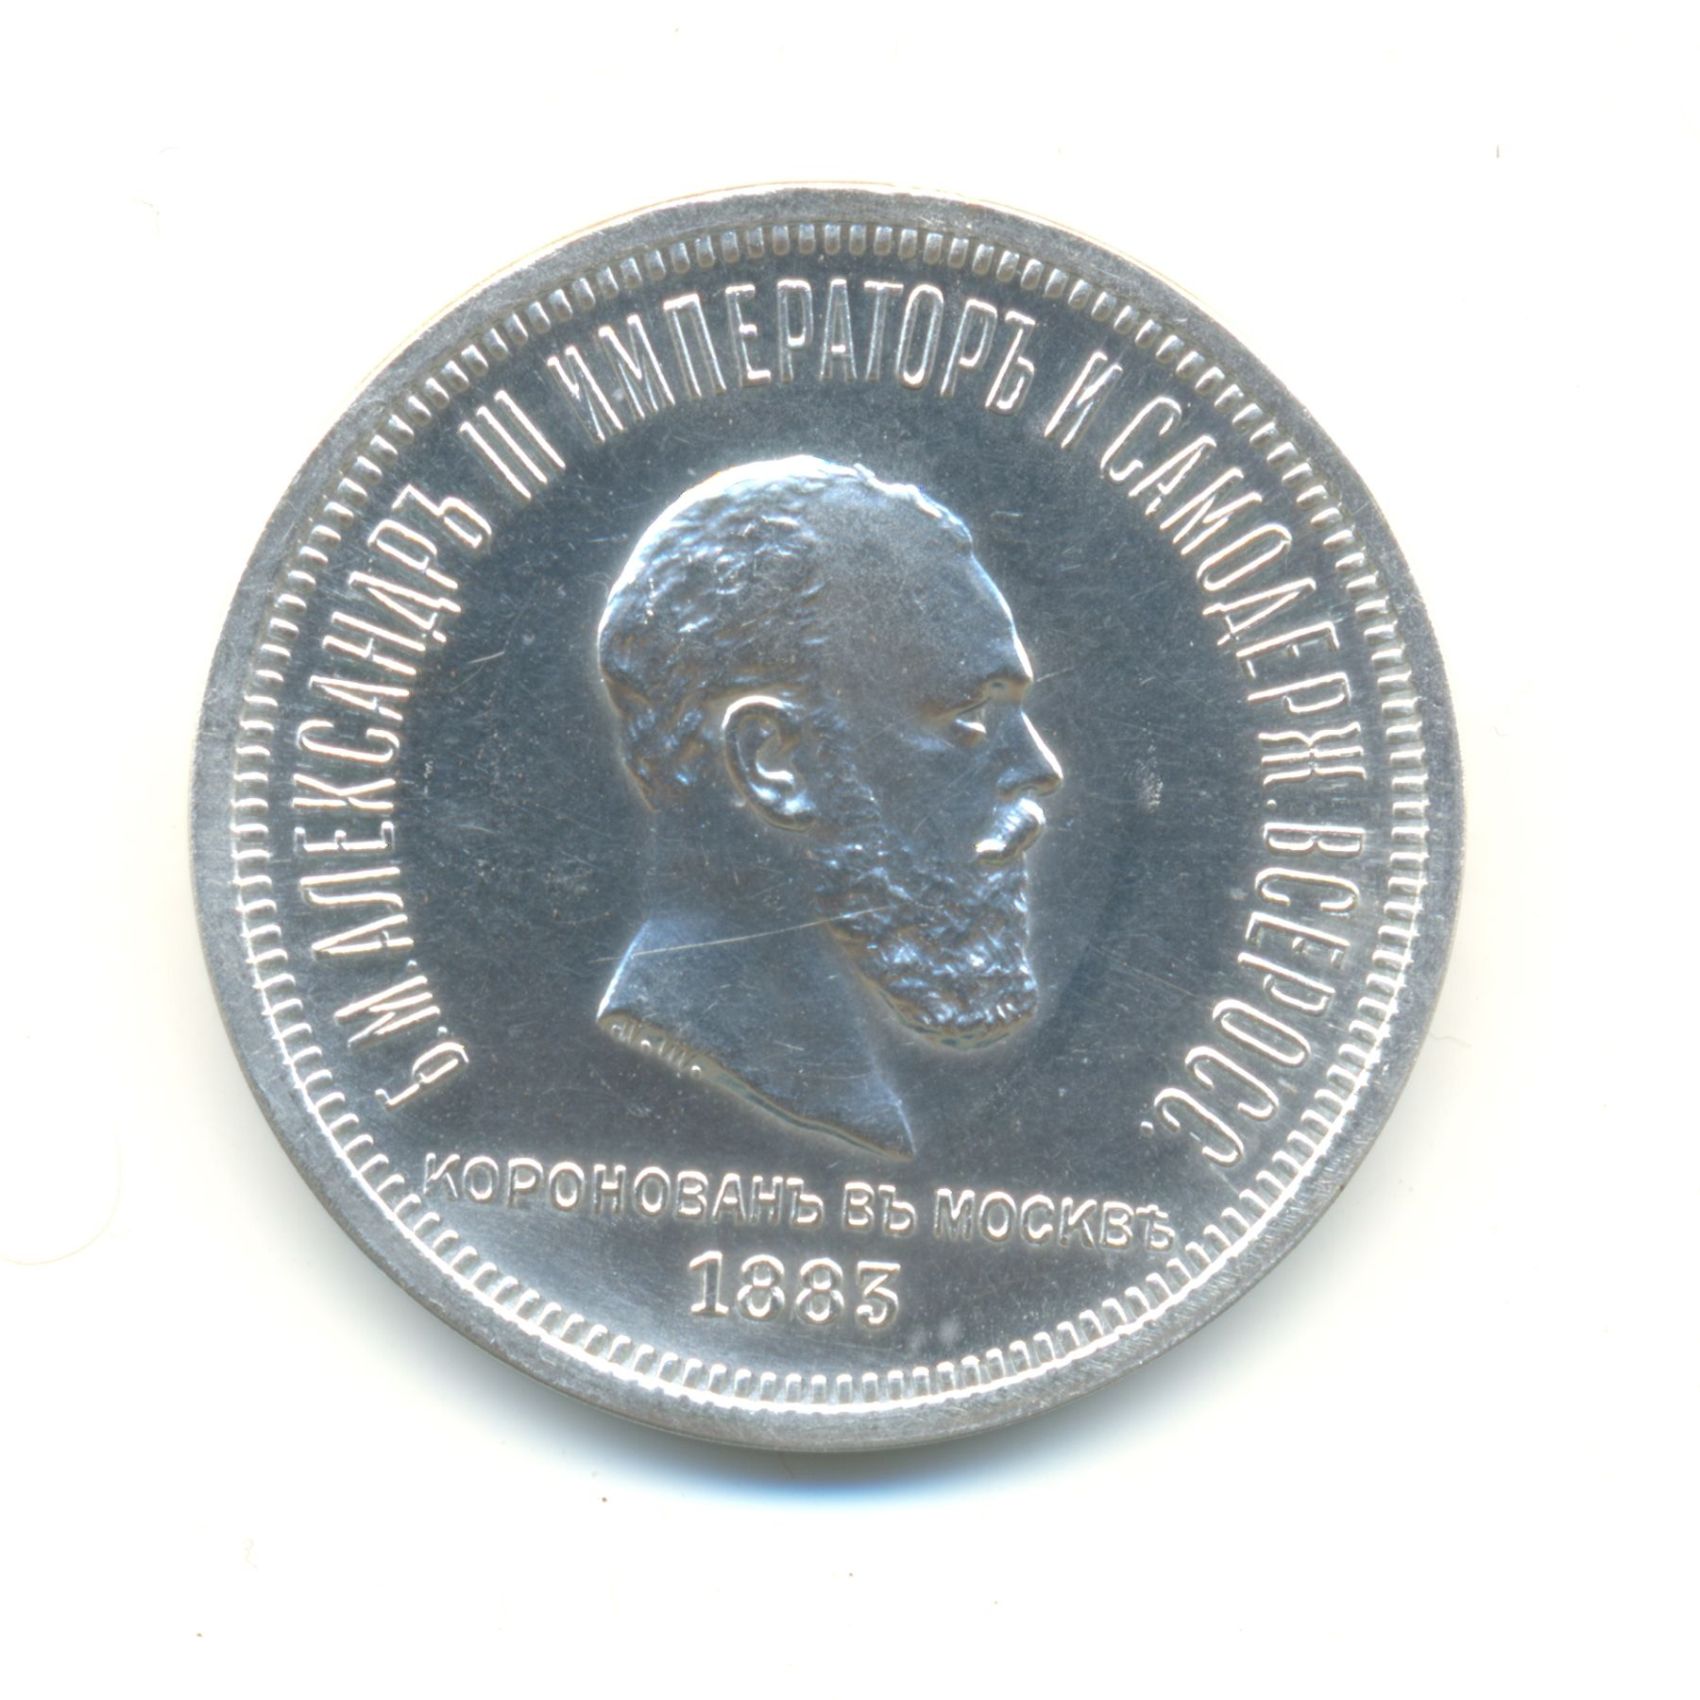 Б.М.АЛЕКСАНДРЪ III ИМПЕРАТОРЪ И САМОДЕРЖ.ВСЕРОСС.
КОРОНОВАНЪ ВЪ МОСКВѢ
1883